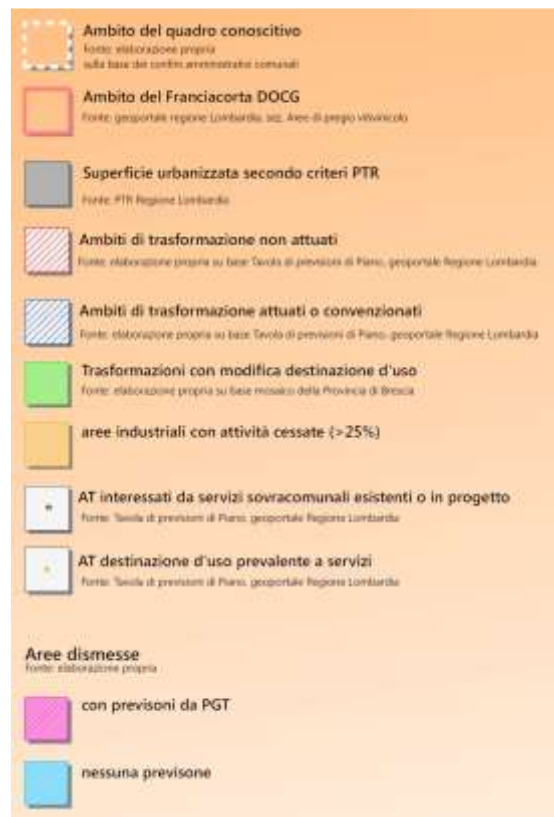 Ambito del quadro conoscitivo
Fonte: elaborazione propria
sulla base dei confini amministrativi comunali
Ambito del Franciacorta DOCG
Fonte: geoportale regione Lombardia, sez. Aree di pregio vitivinicolo
Superficie urbanizzata secondo criteri PTR
Fonte: PTR Regione Lombardia
Ambiti di trasformazione non attuati
Fonte: elaborazione propria su base Tavola di previsioni di Piano, geoportale Regione Lombardia
Ambiti di trasformazione attuati o convenzionati
Fonte: elaborazione propria su base Tavola di previsioni di Piano, geoportale Regione Lombardia
Trasformazioni con modifica destinazione d'uso
Fonte: elaborazione propria su base mosaico della Provincia di Brescia
aree industriali con attività cessate (>25%)
AT interessati da servizi sovracomunali esistenti o in progetto
Fonte: Tavola di previsioni di Piano, geoportale Regione Lombardia
AT destinazione d'uso prevalente a servizi
Fonte: Tavola di previsioni di Piano, geoportale Regione Lombardia
Aree dismesse
Fonte: elaborazione propria
con previsoni da PGT
nessuna previsone